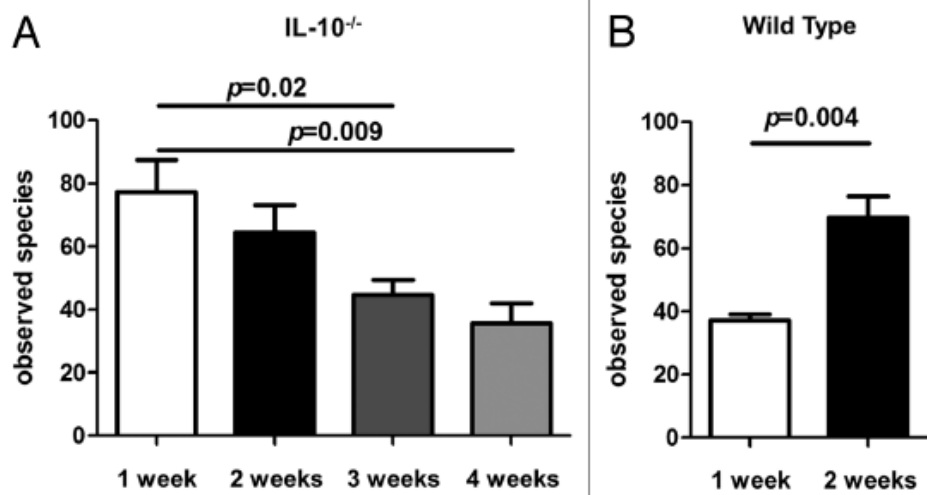 A
IL-10⁻/⁻
p=0.02
p=0.009
observed species
100
80
60
40
20
0
1 week 2 weeks 3 weeks 4 weeks
B
Wild Type
p=0.004
observed species
100
80
60
40
20
0
1 week 2 weeks